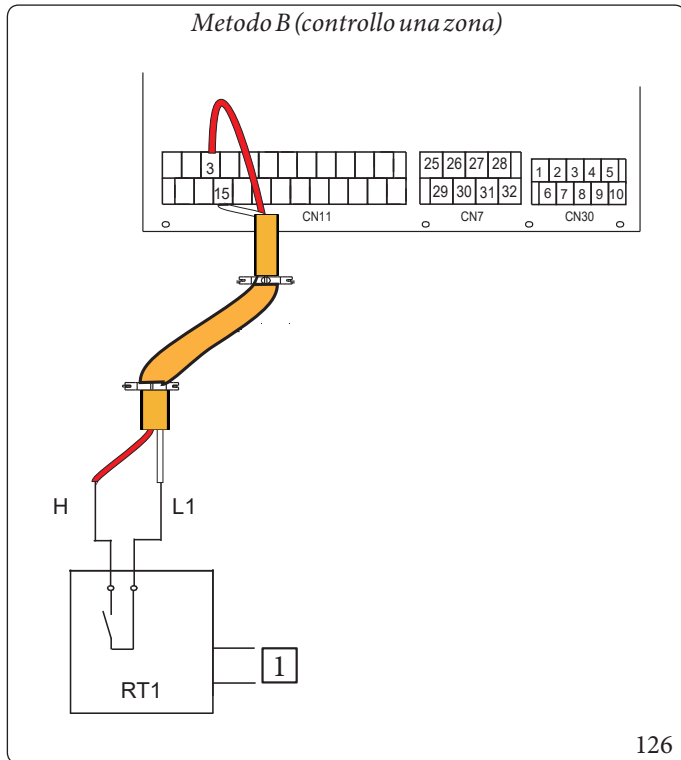 Metodo B (controllo una zona)
3
15
CN11
25 26 27 28
29 30 31 32
CN7
1 2 3 4 5
6 7 8 9 10
CN30
H
L1
RT1
1
126